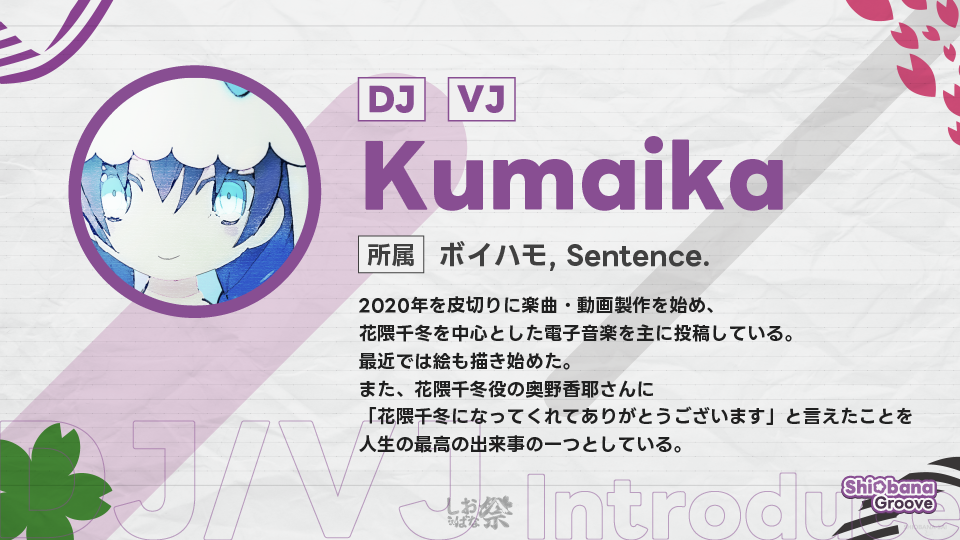 DJ VJ
Kumaika
所属 ボイハモ, Sentence.
2020年を皮切りに楽曲・動画製作を始め、
花隈千冬を中心とした電子音楽を主に投稿している。
最近では絵も描き始めた。
また、花隈千冬役の奥野香耶さんに
「花隈千冬になってくれてありがとうございます」と言えたことを
人生の最高の出来事の一つとしている。
DJ/VJ Introduce
しおばな祭
Shiobana
Groove